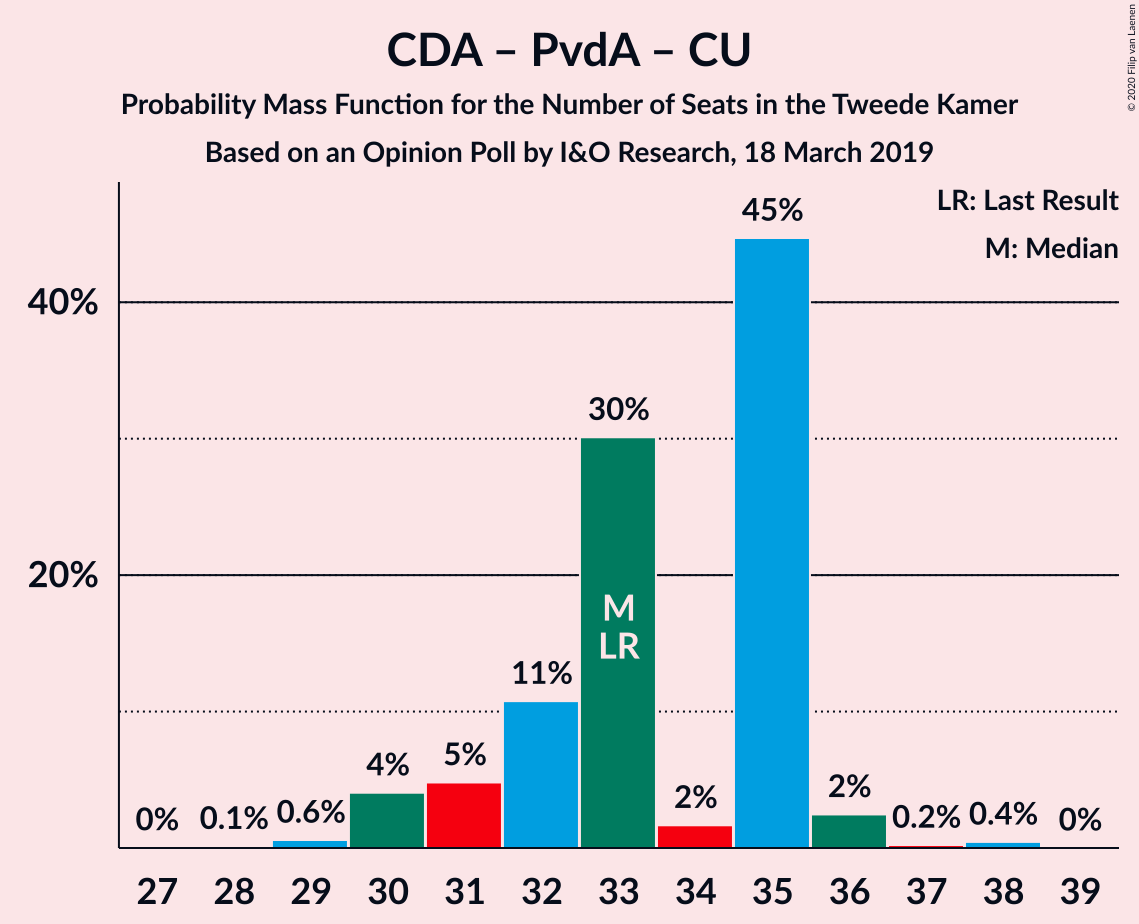 CDA – PvdA – CU
Probability Mass Function for the Number of Seats in the Tweede Kamer
Based on an Opinion Poll by I&O Research, 18 March 2019
© 2020 Filip van Laenen
LR: Last Result
M: Median
45%
40%
30%
20%
M
LR
11%
4%
5%
2%
2%
0%
0.1%
0.6%
0.2%
0.4%
0%
27 28 29 30 31 32 33 34 35 36 37 38 39